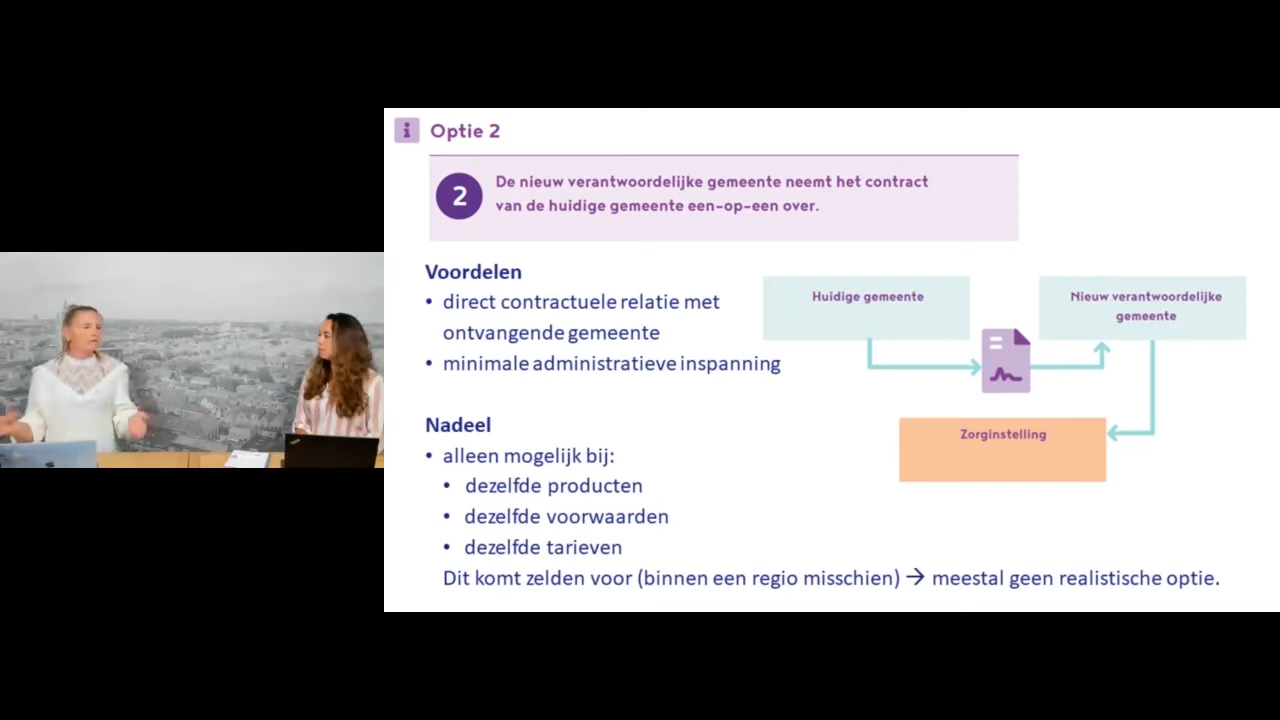 Optie 2
2
De nieuw verantwoordelijke gemeente neemt het contract
van de huidige gemeente een-op-een over.
Voordelen
• direct contractuele relatie met
ontvangende gemeente
• minimale administratieve inspanning
Nadeel
• alleen mogelijk bij:
• dezelfde producten
• dezelfde voorwaarden
• dezelfde tarieven
Dit komt zelden voor (binnen een regio misschien) → meestal geen realistische optie.
Huidige gemeente
Nieuw verantwoordelijke
gemeente
Zorginstelling